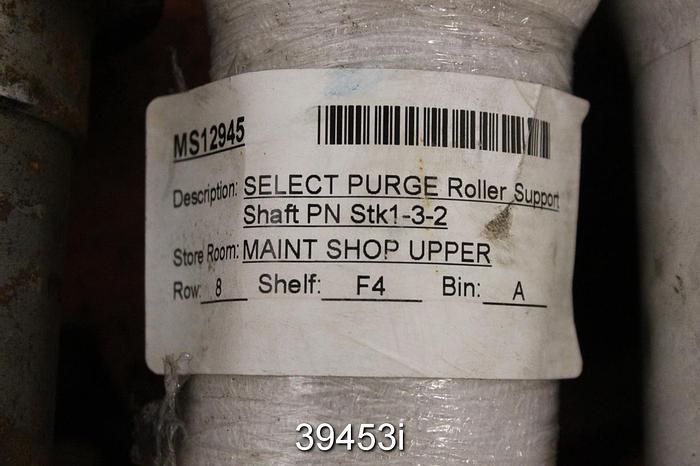 MS12945
Description: SELECT PURGE Roller Support
Shaft PN Stk1-3-2
Store Room: MAINT SHOP UPPER
Row: 8 Shelf: F4 Bin: A
39453i